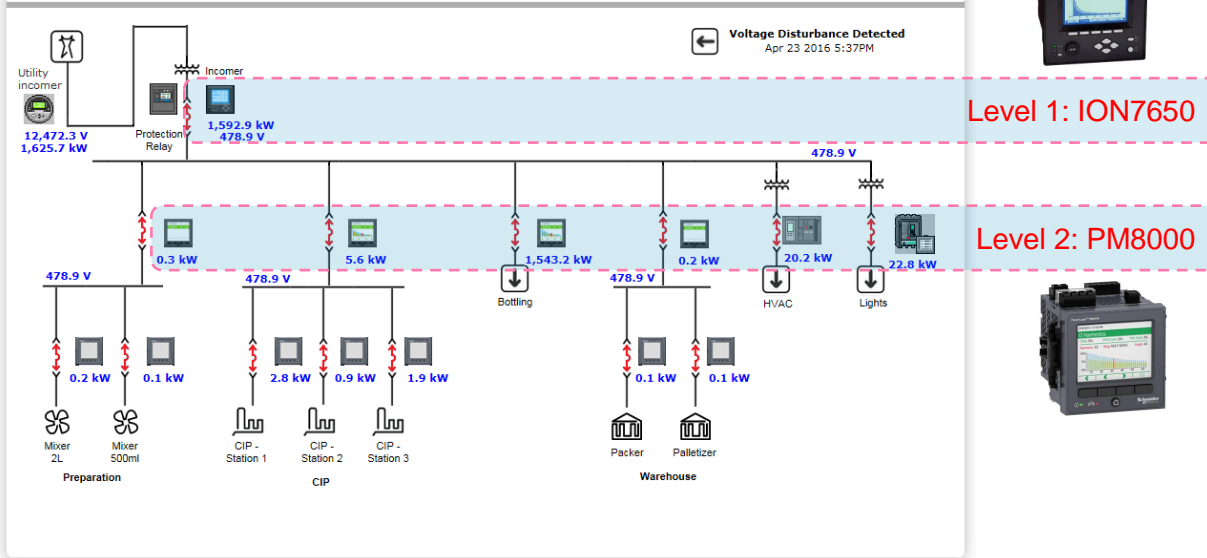 Voltage Disturbance Detected
Apr 23 2016 5:37PM
Utility
incomer
12,472.3 V
1,625.7 kW
Protection
Relay
Incomer
1,592.9 kW
478.9 V
Level 1: ION7650
478.9 V
Level 2: PM8000
0.3 kW
5.6 kW
1,543.2 kW
0.2 kW
20.2 kW
22.8 kW
478.9 V
478.9 V
478.9 V
Bottling
HVAC
Lights
0.2 kW
0.1 kW
2.8 kW
0.9 kW
1.9 kW
0.1 kW
0.1 kW
Mixer
2L
Mixer
500ml
CIP -
Station 1
CIP -
Station 2
CIP -
Station 3
Packer
Palletizer
Preparation
CIP
Warehouse